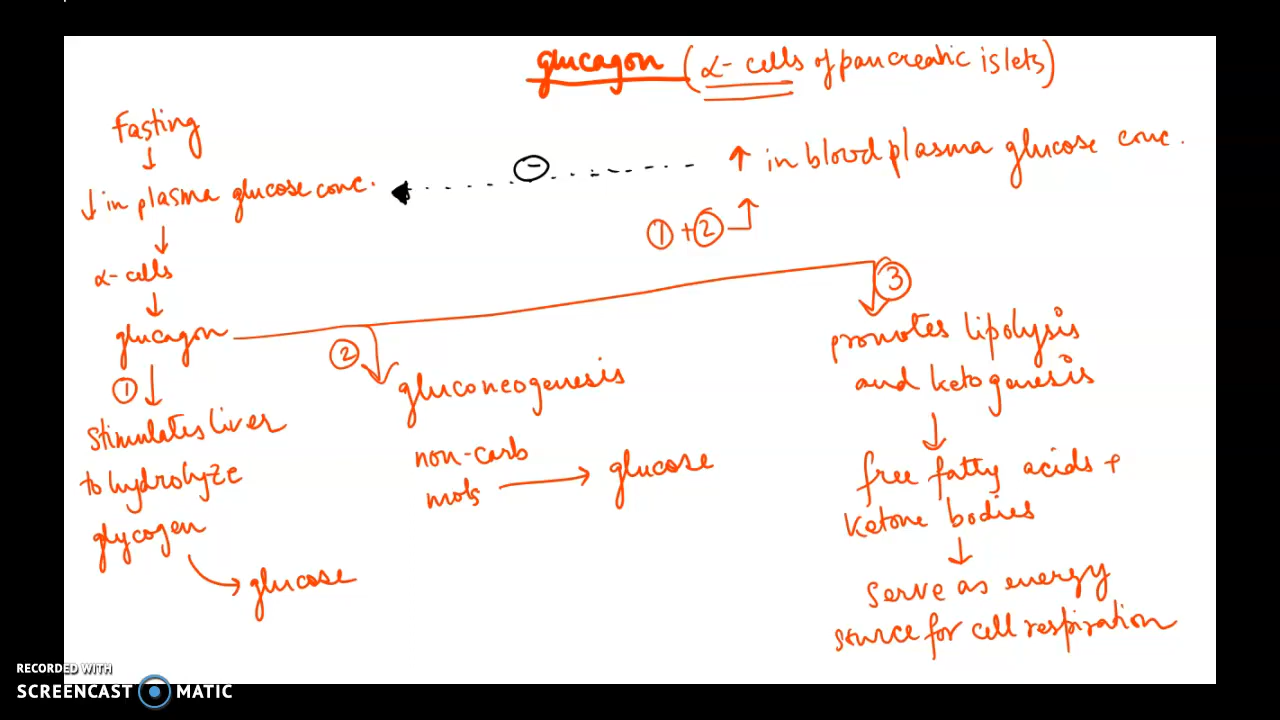 glucagon (α- cells of pancreatic islets)
Fasting
↓
↓ in plasma glucose conc.
⊖
↑ in blood plasma glucose conc.
① + ②
↓
α- cells
↓
glucagon
①
②
③
stimulates liver
to hydrolyze
glycogen
glucose
gluconeogenesis
non-carb
mols → glucose
promotes lipolysis
and ketogenesis
↓
free fatty acids +
ketone bodies
↓
serve as energy
source for cell respiration
RECORDED WITH
SCREENCAST MATIC